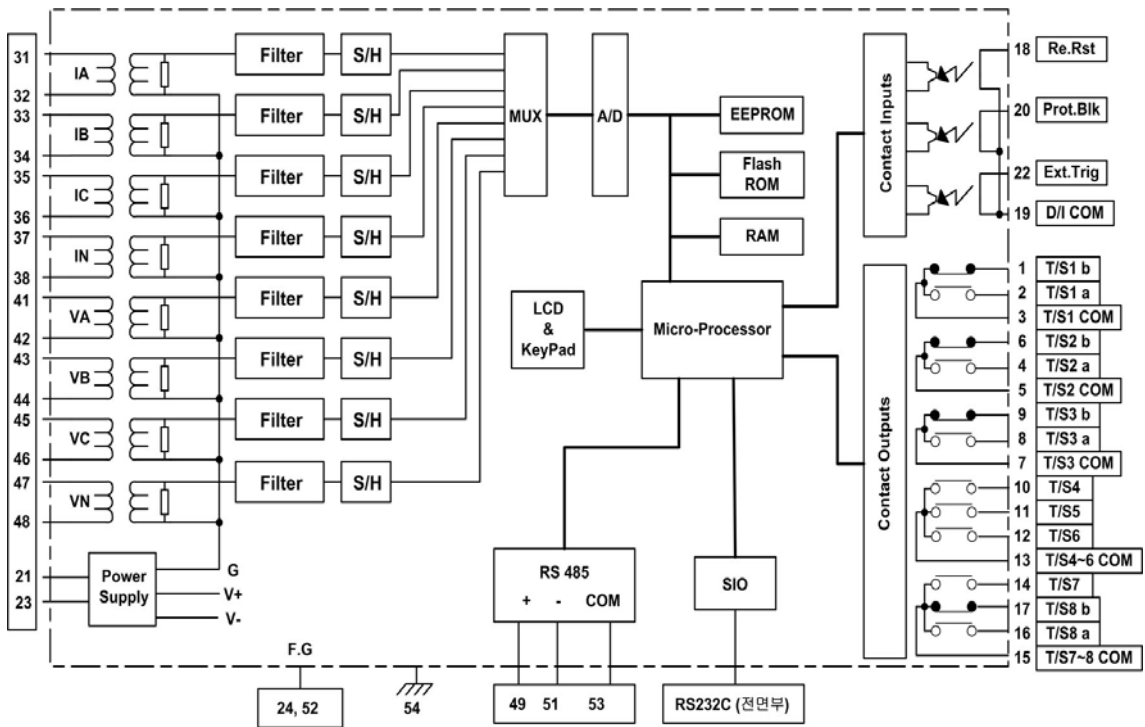 31
IA
32
33
IB
34
35
IC
36
37
IN
38
41
VA
42
43
VB
44
45
VC
46
47
VN
48
21
23
Power
Supply
G
V+
V-
Filter
S/H
Filter
S/H
Filter
S/H
Filter
S/H
Filter
S/H
Filter
S/H
Filter
S/H
Filter
S/H
MUX
A/D
EEPROM
Flash
ROM
RAM
LCD
&
KeyPad
Micro-Processor
RS 485
+ - COM
SIO
Contact Inputs
Contact Outputs
18 Re.Rst
20 Prot.Blk
22 Ext.Trig
19 D/I COM
1 T/S1 b
2 T/S1 a
3 T/S1 COM
6 T/S2 b
4 T/S2 a
5 T/S2 COM
9 T/S3 b
8 T/S3 a
7 T/S3 COM
10 T/S4
11 T/S5
12 T/S6
13 T/S4~6 COM
14 T/S7
17 T/S8 b
16 T/S8 a
15 T/S7~8 COM
F.G
24, 52
54
49 51 53
RS232C (전면부)